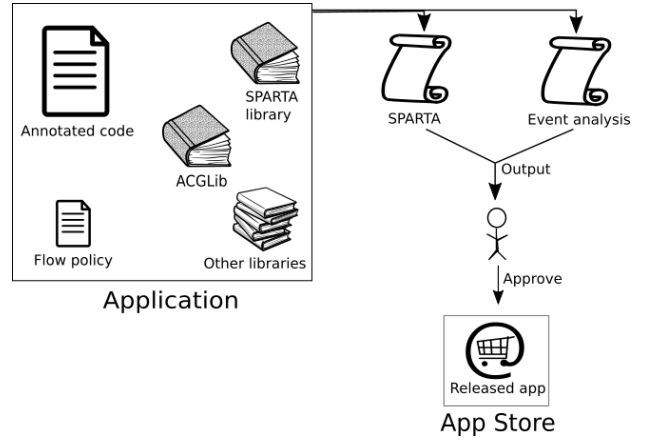 Annotated code
SPARTA
library
ACGLib
Flow policy
Other libraries
Application
SPARTA
Event analysis
Output
Approve
Released app
App Store